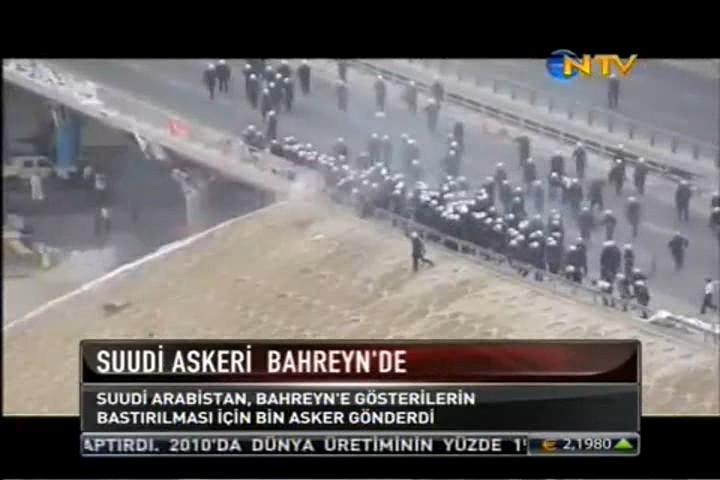 NTV
SUUDİ ASKERİ BAHREYN'DE
SUUDİ ARABİSTAN, BAHREYN'E GÖSTERİLERİN
BASTIRILMASI İÇİN BİN ASKER GÖNDERDİ
APTIRDI. 2010'DA DÜNYA ÜRETİMİNİN YÜZDE 1 € 2,1980